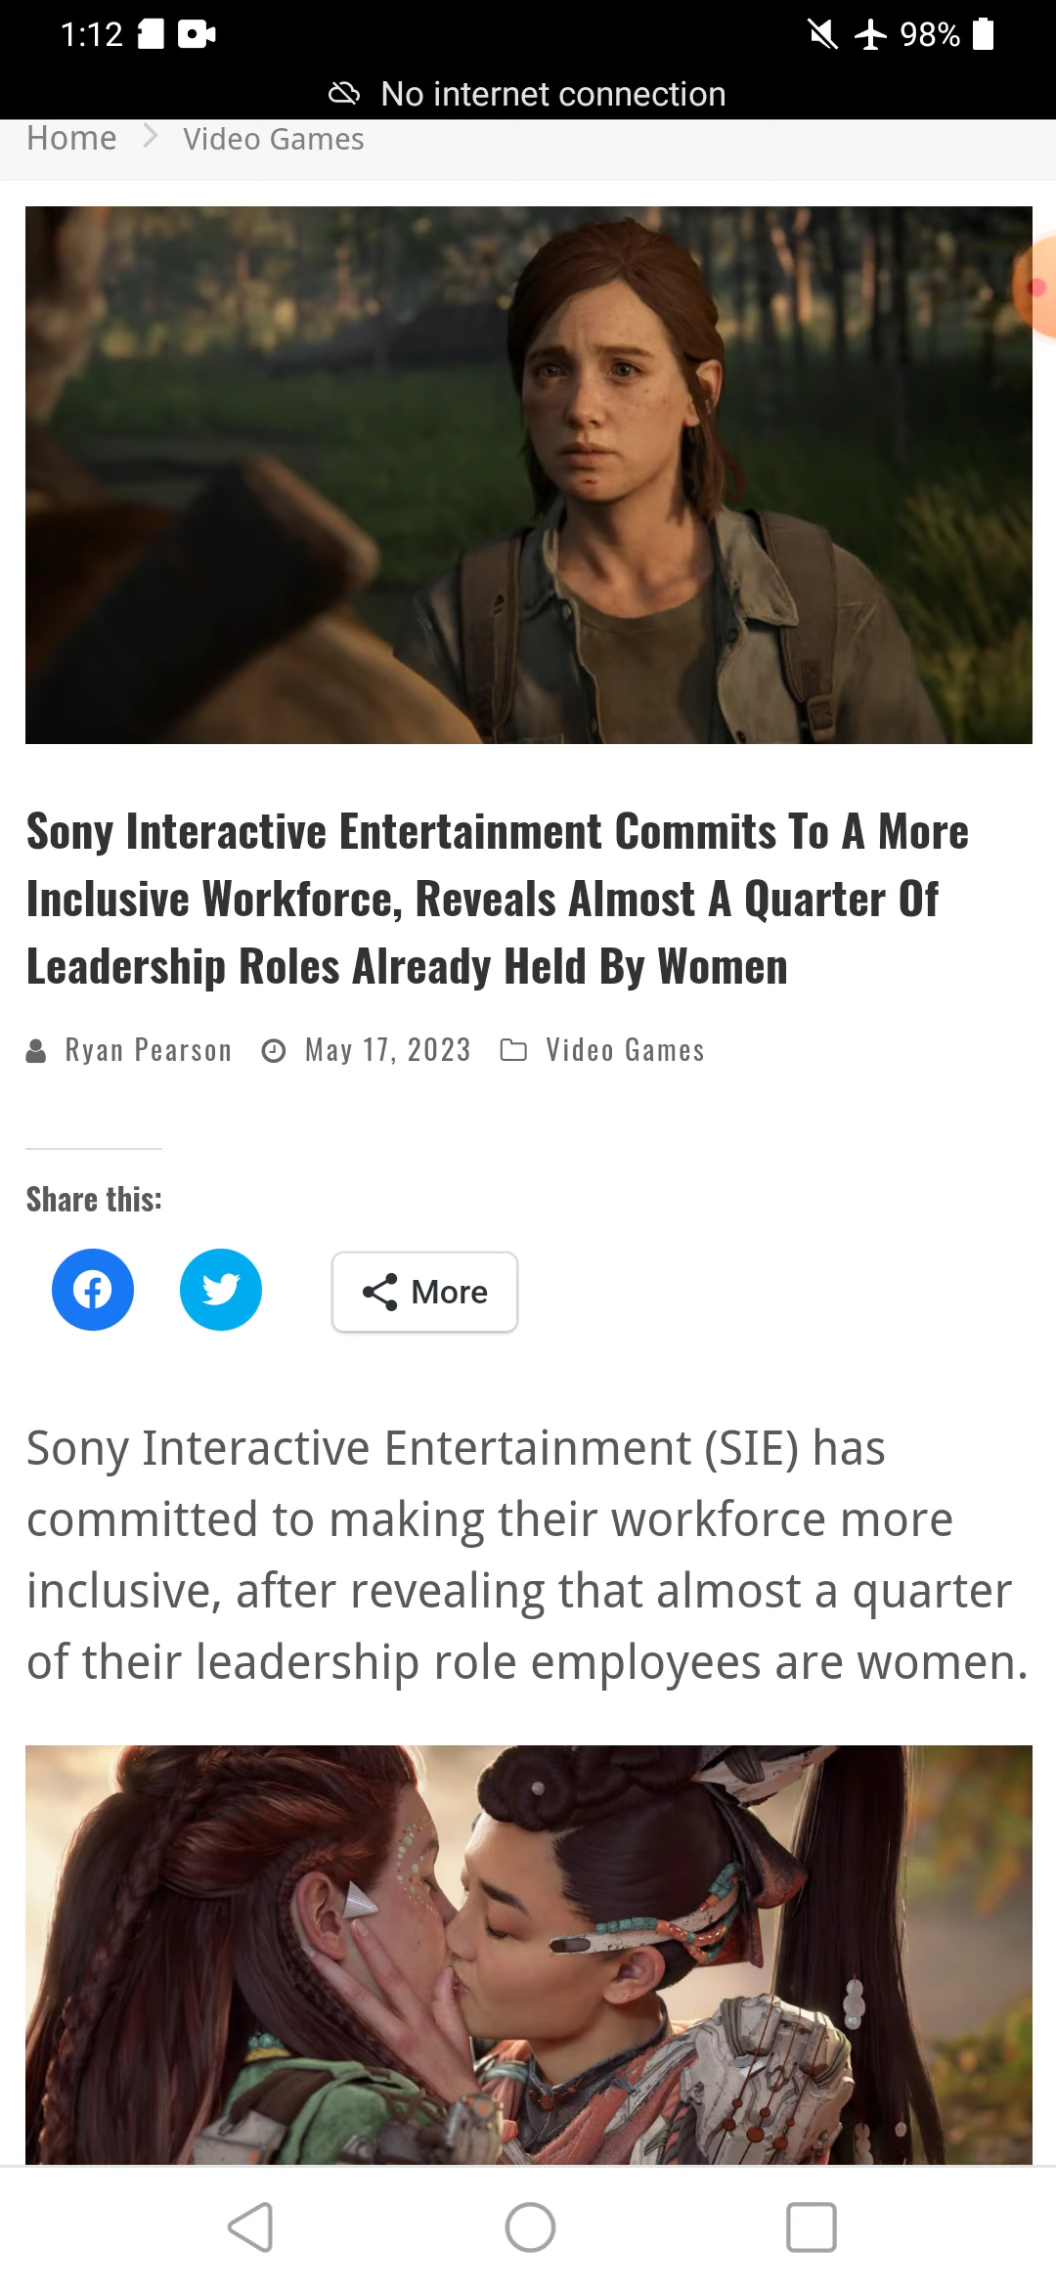 1:12
98%
No internet connection
Home
Video Games
Sony Interactive Entertainment Commits To A More
Inclusive Workforce, Reveals Almost A Quarter Of
Leadership Roles Already Held By Women
Ryan Pearson May 17, 2023 Video Games
Share this:
More
Sony Interactive Entertainment (SIE) has
committed to making their workforce more
inclusive, after revealing that almost a quarter
of their leadership role employees are women.